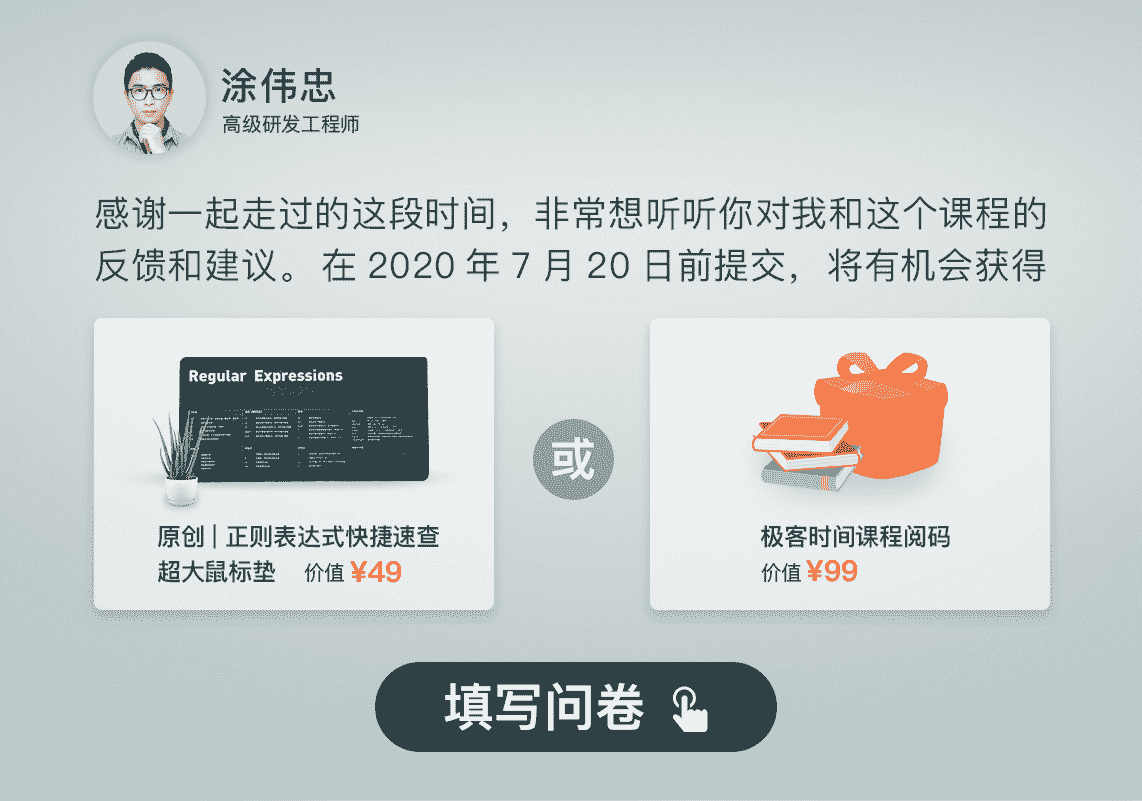 涂伟忠
高级研发工程师
感谢一起走过的这段时间，非常想听听你对我和这个课程的
反馈和建议。在 2020 年 7 月 20 日前提交，将有机会获得
Regular Expressions
原创 | 正则表达式快捷速查
超大鼠标垫 价值 ¥49
或
极客时间课程阅码
价值 ¥99
填写问卷